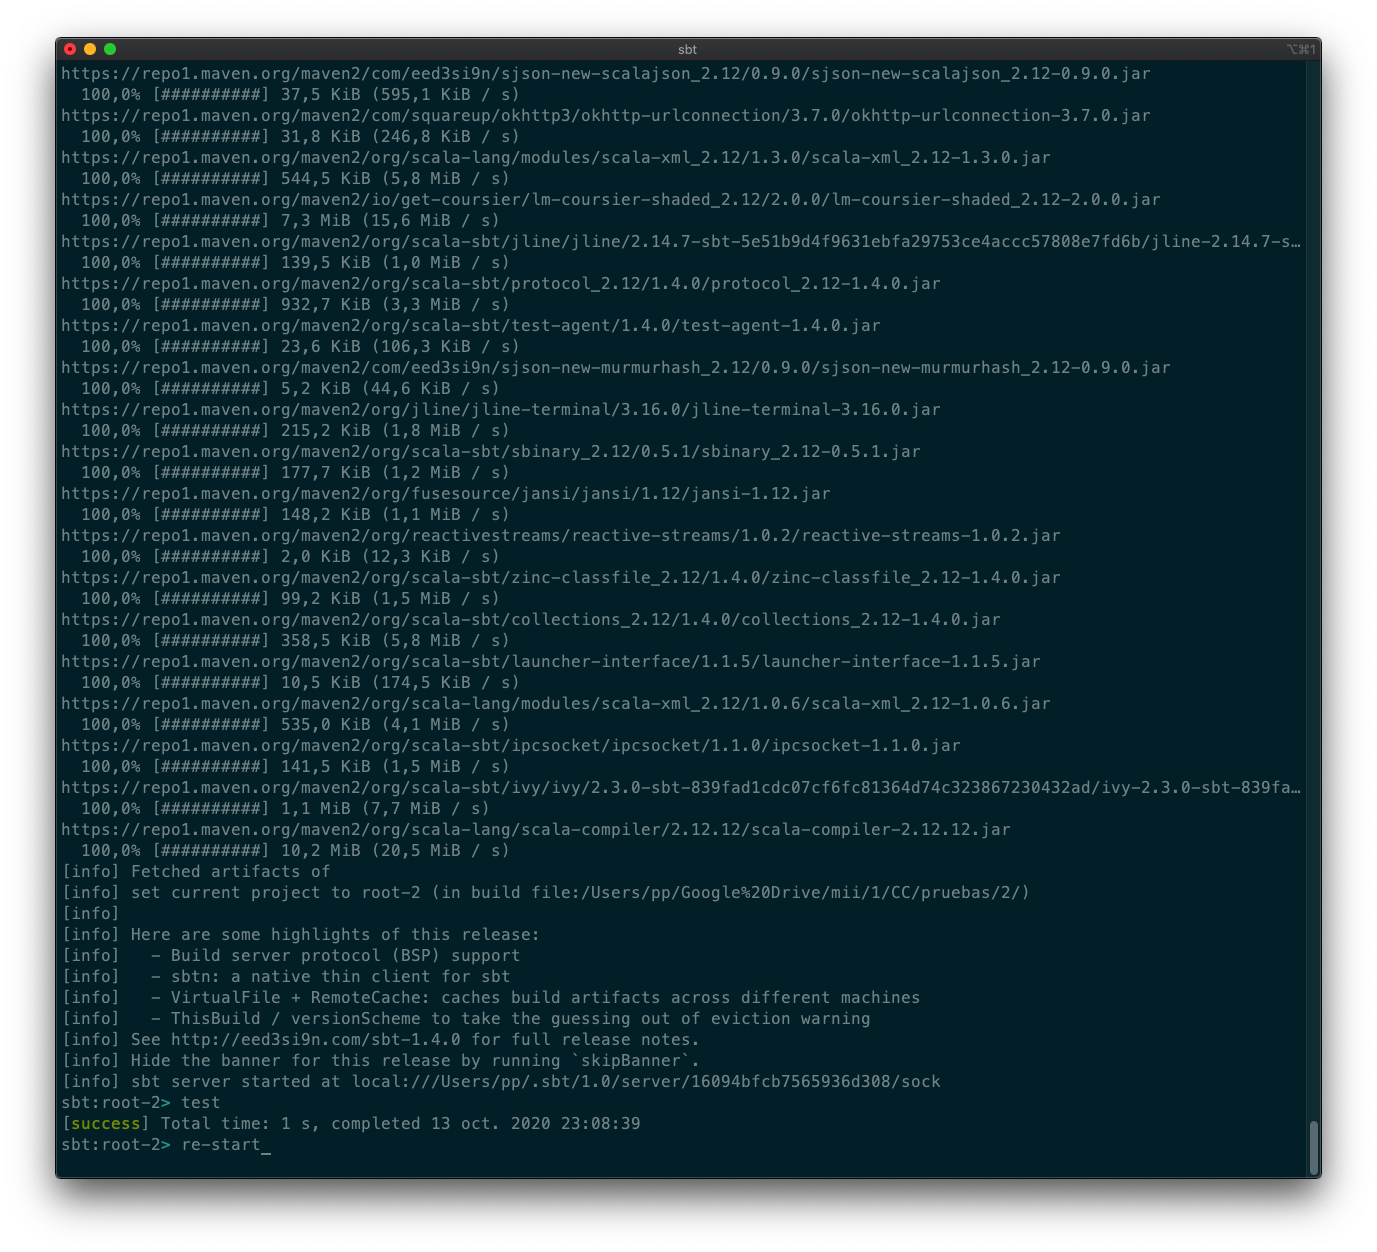 sbt
⌥⌘1
https://repo1.maven.org/maven2/com/eed3si9n/sjson-new-scalajson_2.12/0.9.0/sjson-new-scalajson_2.12-0.9.0.jar
  100,0% [##########] 37,5 KiB (595,1 KiB / s)
https://repo1.maven.org/maven2/com/squareup/okhttp3/okhttp-urlconnection/3.7.0/okhttp-urlconnection-3.7.0.jar
  100,0% [##########] 31,8 KiB (246,8 KiB / s)
https://repo1.maven.org/maven2/org/scala-lang/modules/scala-xml_2.12/1.3.0/scala-xml_2.12-1.3.0.jar
  100,0% [##########] 544,5 KiB (5,8 MiB / s)
https://repo1.maven.org/maven2/io/get-coursier/lm-coursier-shaded_2.12/2.0.0/lm-coursier-shaded_2.12-2.0.0.jar
  100,0% [##########] 7,3 MiB (15,6 MiB / s)
https://repo1.maven.org/maven2/org/scala-sbt/jline/jline/2.14.7-sbt-5e51b9d4f9631ebfa29753ce4accc57808e7fd6b/jline-2.14.7-s…
  100,0% [##########] 139,5 KiB (1,0 MiB / s)
https://repo1.maven.org/maven2/org/scala-sbt/protocol_2.12/1.4.0/protocol_2.12-1.4.0.jar
  100,0% [##########] 932,7 KiB (3,3 MiB / s)
https://repo1.maven.org/maven2/org/scala-sbt/test-agent/1.4.0/test-agent-1.4.0.jar
  100,0% [##########] 23,6 KiB (106,3 KiB / s)
https://repo1.maven.org/maven2/com/eed3si9n/sjson-new-murmurhash_2.12/0.9.0/sjson-new-murmurhash_2.12-0.9.0.jar
  100,0% [##########] 5,2 KiB (44,6 KiB / s)
https://repo1.maven.org/maven2/org/jline/jline-terminal/3.16.0/jline-terminal-3.16.0.jar
  100,0% [##########] 215,2 KiB (1,8 MiB / s)
https://repo1.maven.org/maven2/org/scala-sbt/sbinary_2.12/0.5.1/sbinary_2.12-0.5.1.jar
  100,0% [##########] 177,7 KiB (1,2 MiB / s)
https://repo1.maven.org/maven2/org/fusesource/jansi/jansi/1.12/jansi-1.12.jar
  100,0% [##########] 148,2 KiB (1,1 MiB / s)
https://repo1.maven.org/maven2/org/reactivestreams/reactive-streams/1.0.2/reactive-streams-1.0.2.jar
  100,0% [##########] 2,0 KiB (12,3 KiB / s)
https://repo1.maven.org/maven2/org/scala-sbt/zinc-classfile_2.12/1.4.0/zinc-classfile_2.12-1.4.0.jar
  100,0% [##########] 99,2 KiB (1,5 MiB / s)
https://repo1.maven.org/maven2/org/scala-sbt/collections_2.12/1.4.0/collections_2.12-1.4.0.jar
  100,0% [##########] 358,5 KiB (5,8 MiB / s)
https://repo1.maven.org/maven2/org/scala-sbt/launcher-interface/1.1.5/launcher-interface-1.1.5.jar
  100,0% [##########] 10,5 KiB (174,5 KiB / s)
https://repo1.maven.org/maven2/org/scala-lang/modules/scala-xml_2.12/1.0.6/scala-xml_2.12-1.0.6.jar
  100,0% [##########] 535,0 KiB (4,1 MiB / s)
https://repo1.maven.org/maven2/org/scala-sbt/ipcsocket/ipcsocket/1.1.0/ipcsocket-1.1.0.jar
  100,0% [##########] 141,5 KiB (1,5 MiB / s)
https://repo1.maven.org/maven2/org/scala-sbt/ivy/ivy/2.3.0-sbt-839fad1cdc07cf6fc81364d74c323867230432ad/ivy-2.3.0-sbt-839fa…
  100,0% [##########] 1,1 MiB (7,7 MiB / s)
https://repo1.maven.org/maven2/org/scala-lang/scala-compiler/2.12.12/scala-compiler-2.12.12.jar
  100,0% [##########] 10,2 MiB (20,5 MiB / s)
[info] Fetched artifacts of
[info] set current project to root-2 (in build file:/Users/pp/Google%20Drive/mii/1/CC/pruebas/2/)
[info]
[info] Here are some highlights of this release:
[info]   - Build server protocol (BSP) support
[info]   - sbtn: a native thin client for sbt
[info]   - VirtualFile + RemoteCache: caches build artifacts across different machines
[info]   - ThisBuild / versionScheme to take the guessing out of eviction warning
[info] See http://eed3si9n.com/sbt-1.4.0 for full release notes.
[info] Hide the banner for this release by running `skipBanner`.
[info] sbt server started at local:///Users/pp/.sbt/1.0/server/16094bfcb7565936d308/sock
sbt:root-2> test
[success] Total time: 1 s, completed 13 oct. 2020 23:08:39
sbt:root-2> re-start_